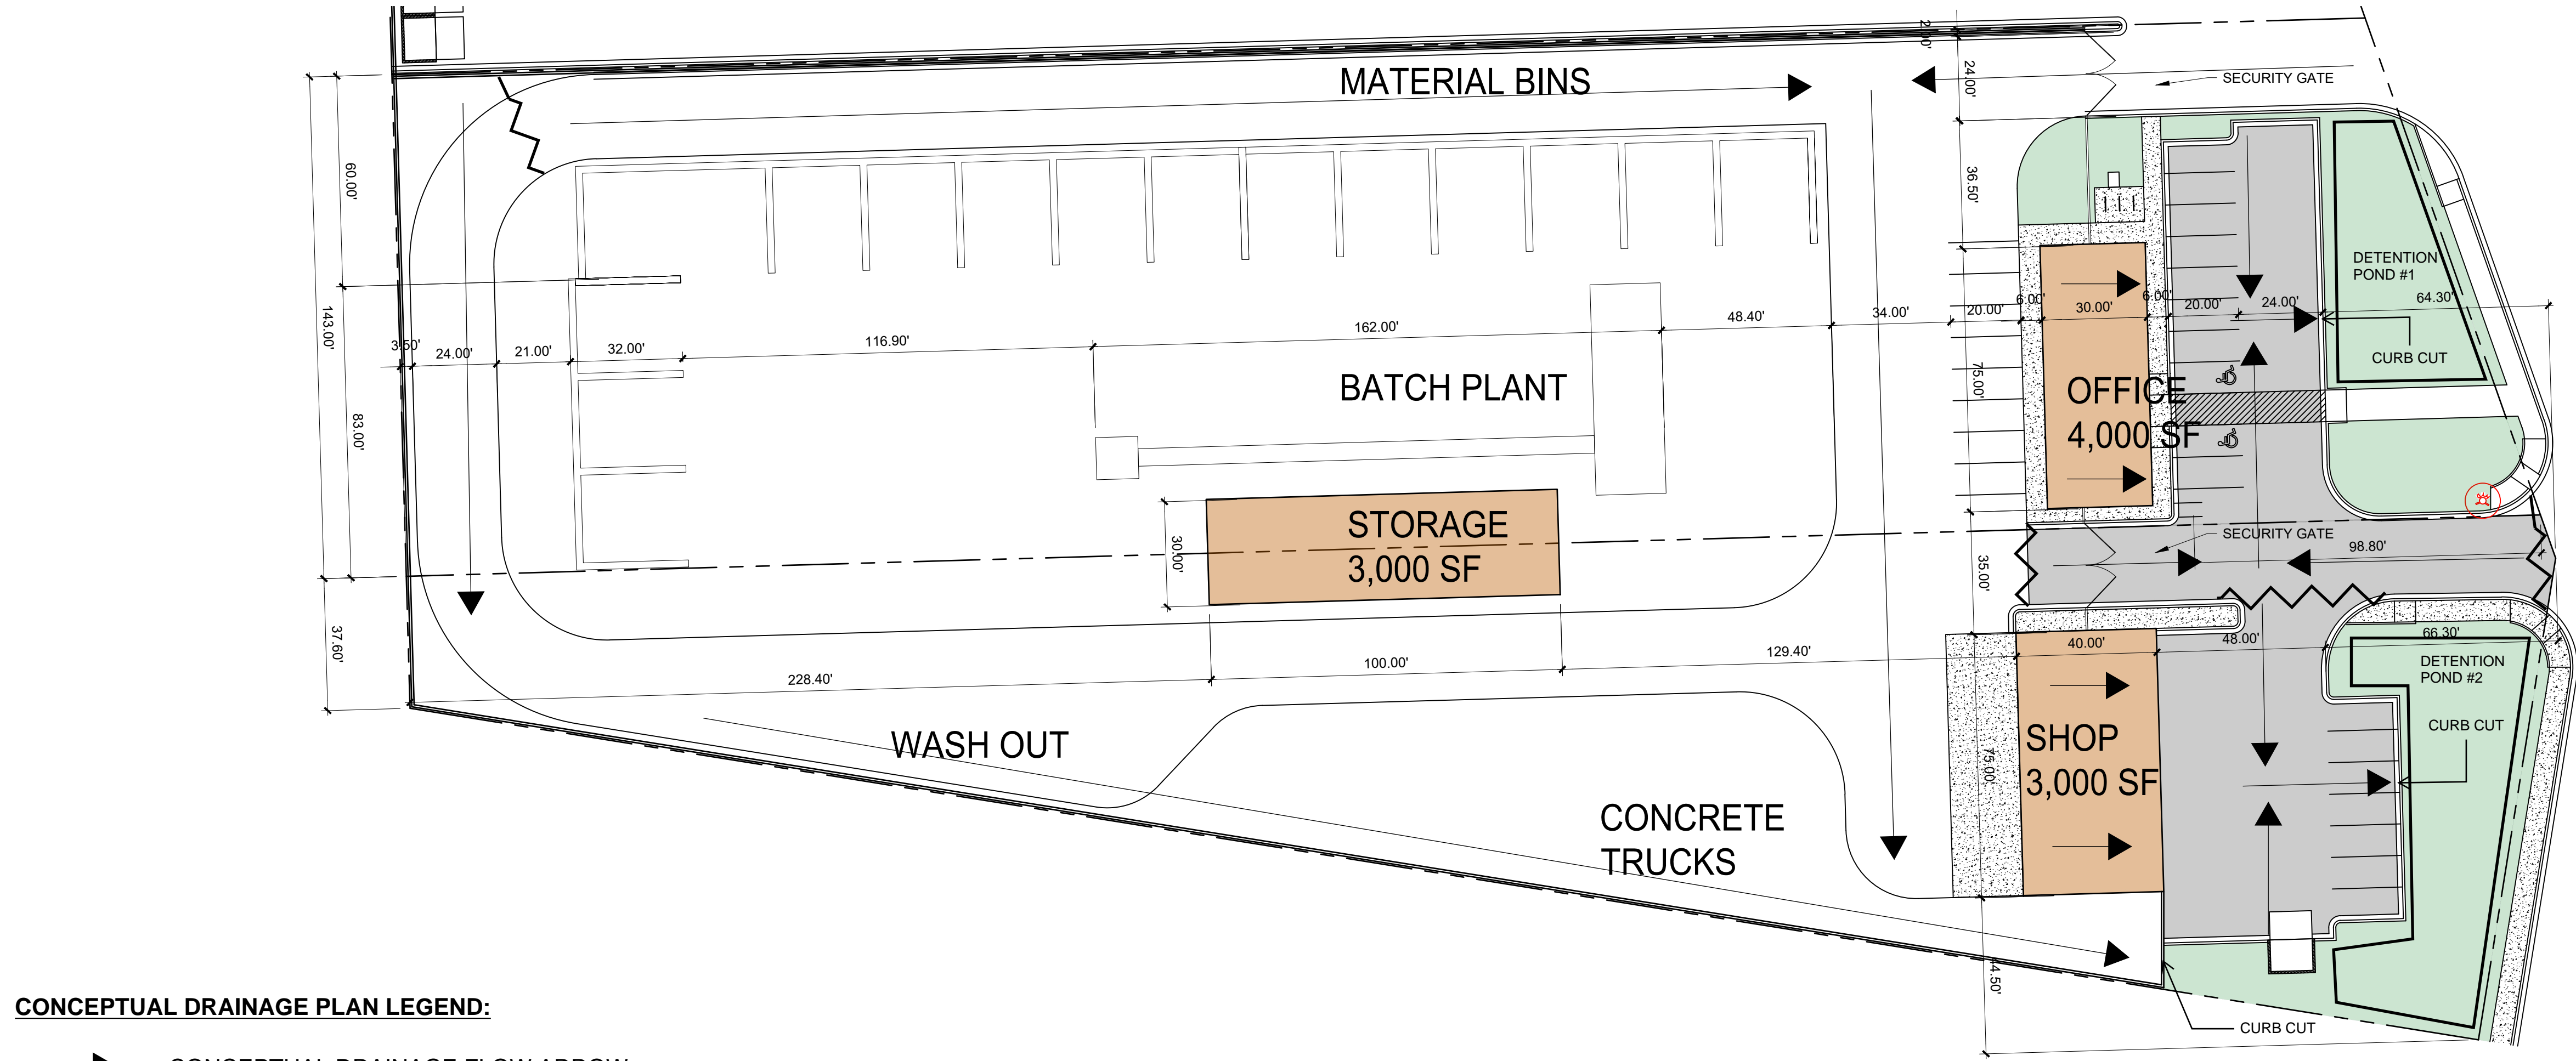 MATERIAL BINS
SECURITY GATE
2.00'
24.00'
36.50'
60.00'
143.00'
83.00'
37.60'
3.50'
24.00'
21.00'
32.00'
116.90'
162.00'
48.40'
34.00'
20.00'
6.00'
30.00'
6.00'
20.00'
24.00'
64.30'
DETENTION
POND #1
CURB CUT
BATCH PLANT
75.00'
OFFICE
4,000 SF
STORAGE
3,000 SF
30.00'
SECURITY GATE
98.80'
35.00'
228.40'
100.00'
129.40'
40.00'
48.00'
66.30'
DETENTION
POND #2
CURB CUT
WASH OUT
SHOP
3,000 SF
75.00'
CONCRETE
TRUCKS
CURB CUT
CONCEPTUAL DRAINAGE PLAN LEGEND:
CONCEPTUAL DRAINAGE FLOW ARROW